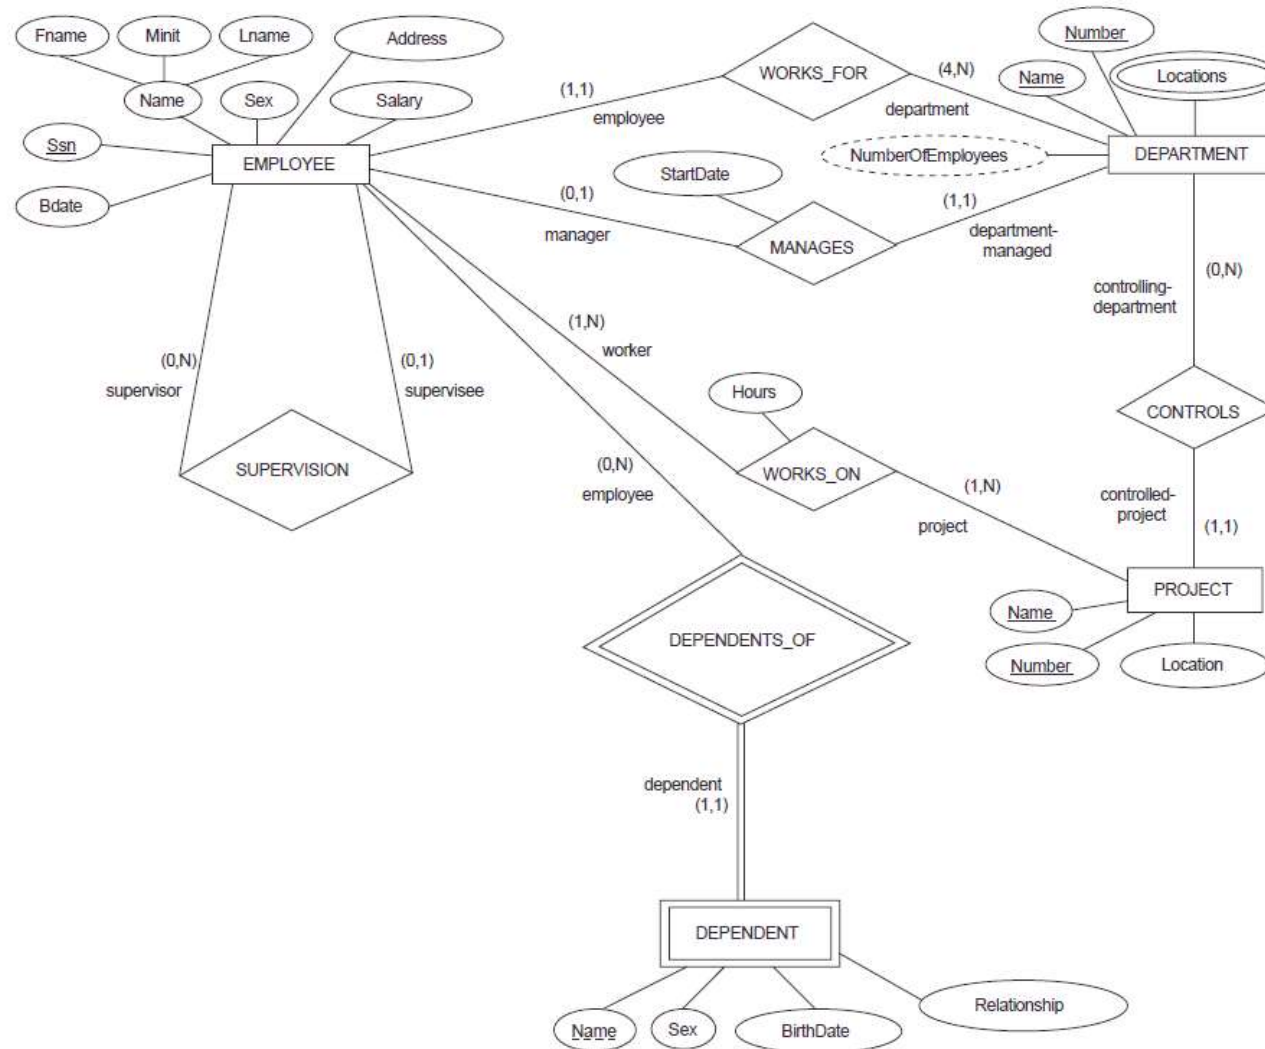 Fname
Minit
Lname
Address
Number
Name
Sex
Salary
WORKS_FOR
(4,N)
Name
Locations
(1,1)
employee
department
Ssn
EMPLOYEE
NumberOfEmployees
DEPARTMENT
StartDate
Bdate
(0,1)
manager
MANAGES
(1,1)
department-
managed
(0,N)
controlling-
department
(1,N)
worker
(0,N)
supervisor
(0,1)
supervisee
Hours
CONTROLS
SUPERVISION
(0,N)
employee
WORKS_ON
(1,N)
project
controlled-
project
(1,1)
PROJECT
Name
Number
Location
DEPENDENTS_OF
dependent
(1,1)
DEPENDENT
Relationship
Name
Sex
BirthDate